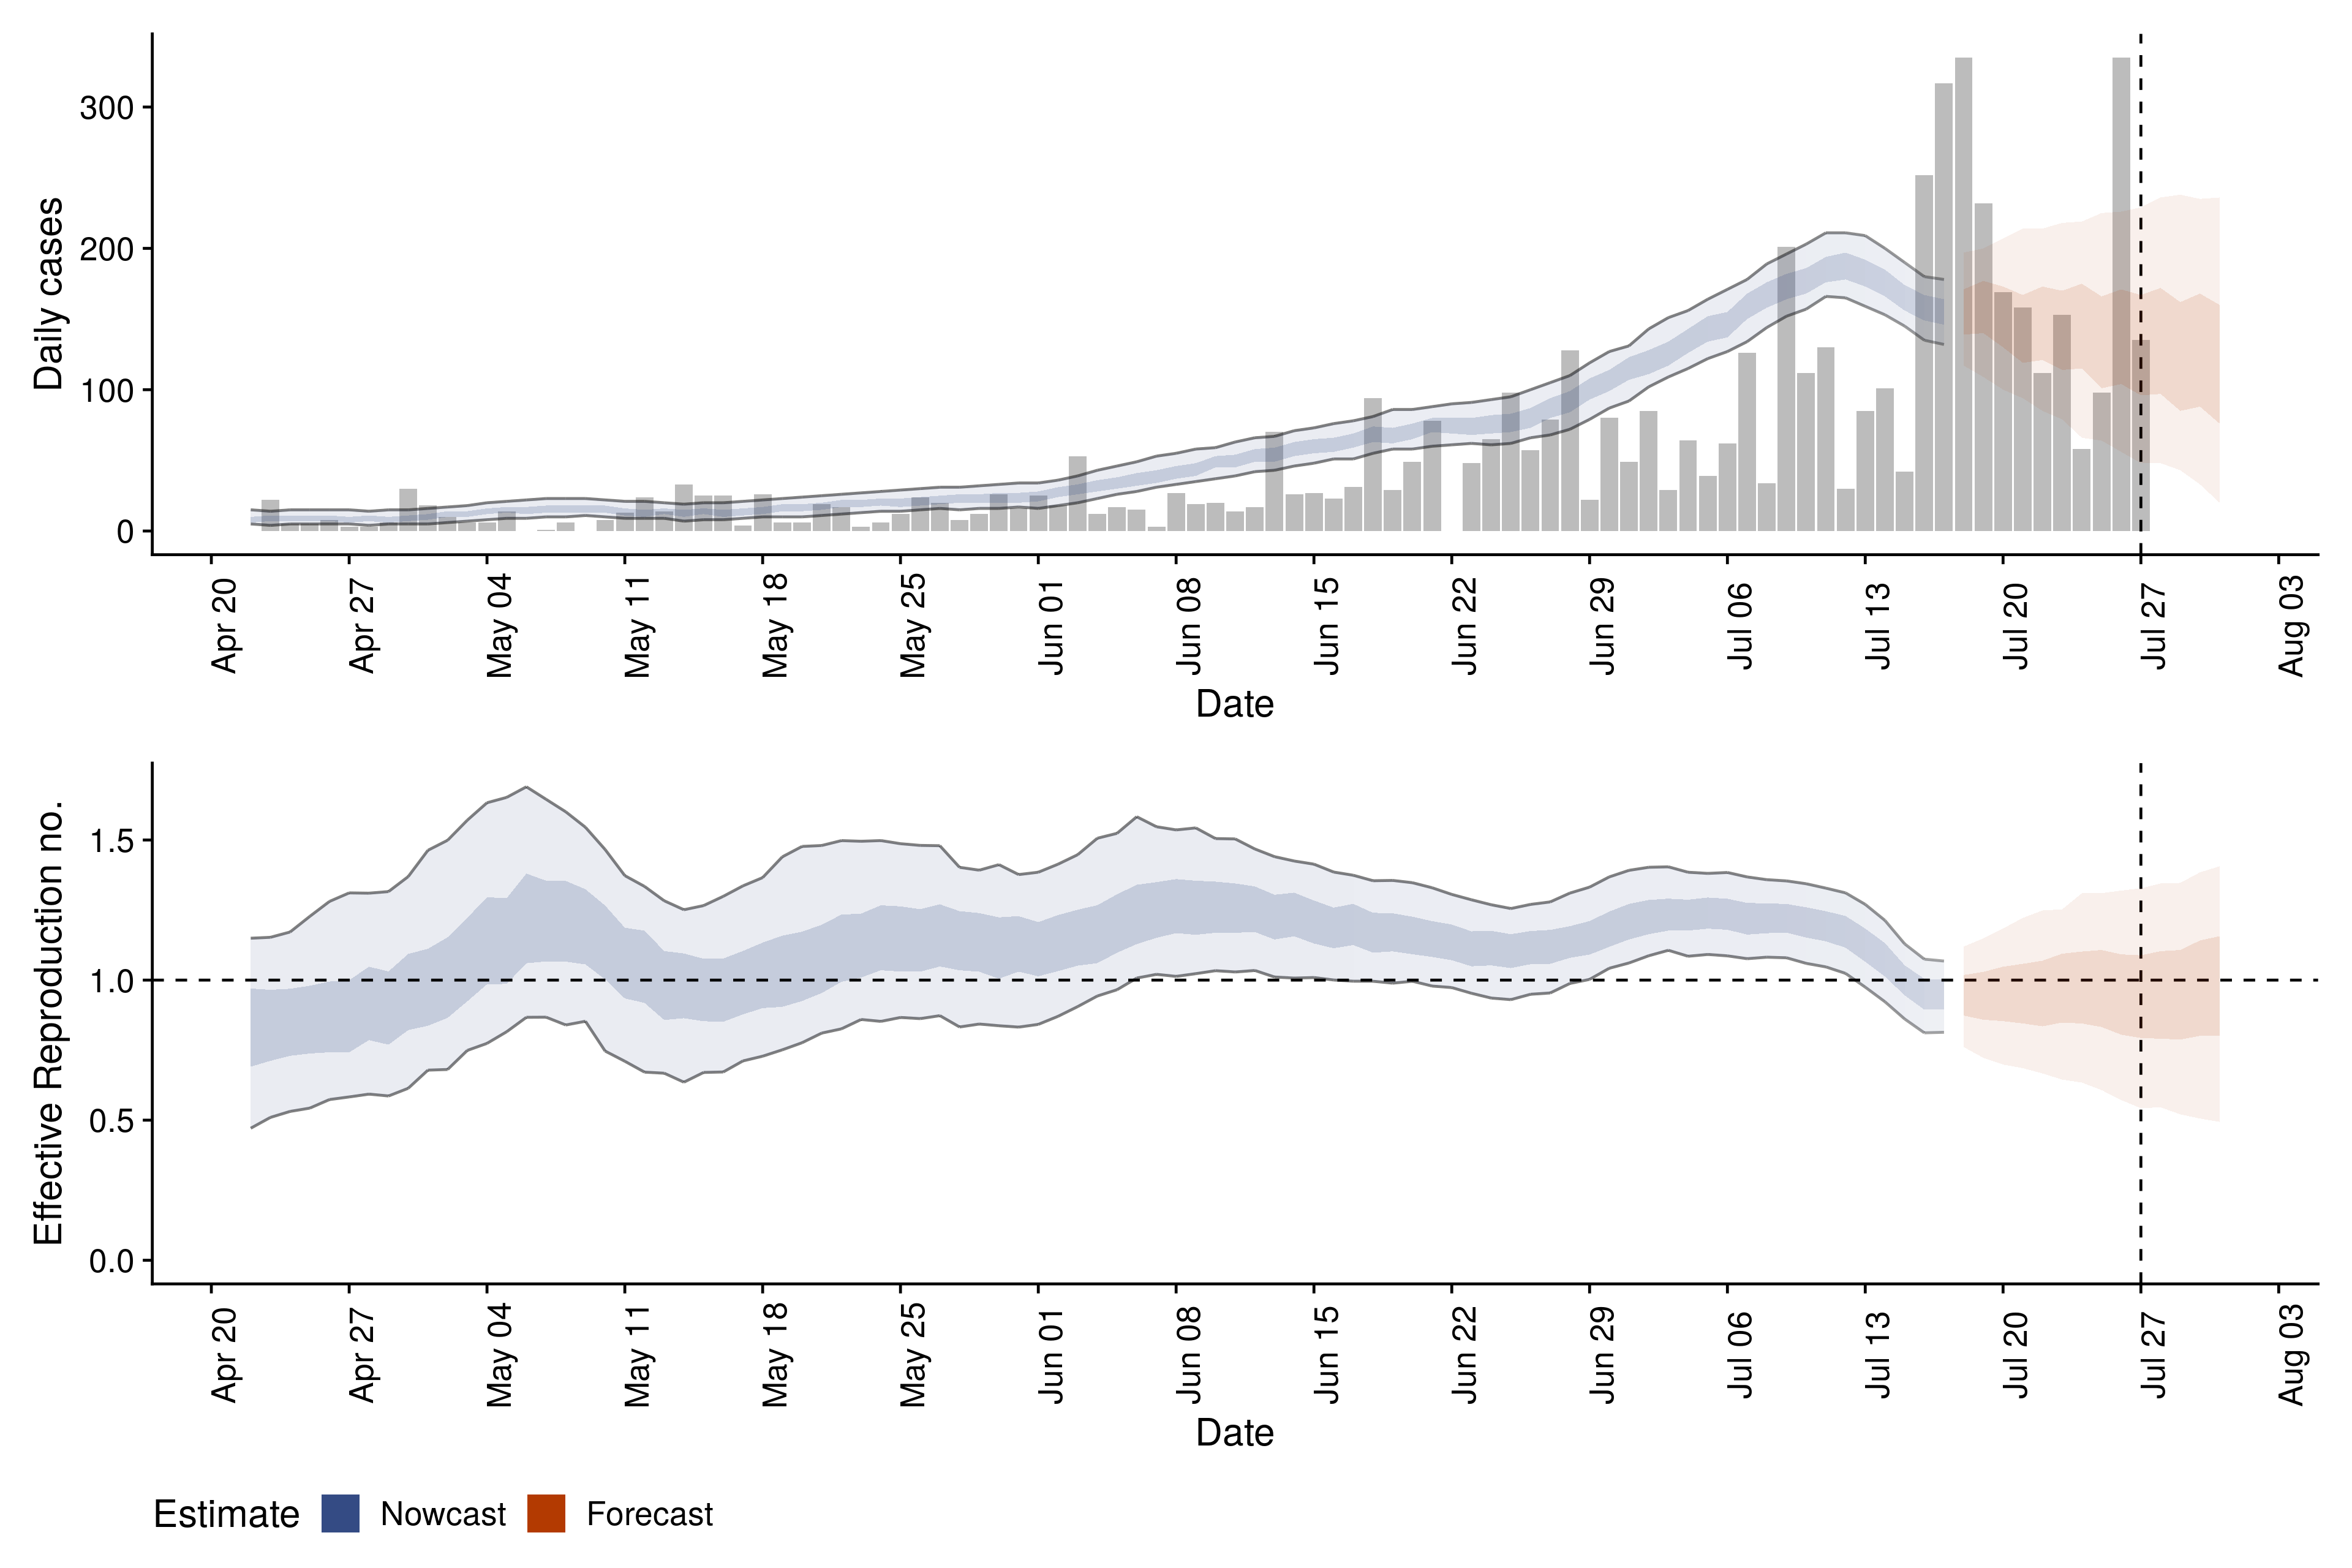 Daily cases
300
200
100
0
Apr 20
Apr 27
May 04
May 11
May 18
May 25
Jun 01
Jun 08
Jun 15
Jun 22
Jun 29
Jul 06
Jul 13
Jul 20
Jul 27
Aug 03
Date
Effective Reproduction no.
1.5
1.0
0.5
0.0
Apr 20
Apr 27
May 04
May 11
May 18
May 25
Jun 01
Jun 08
Jun 15
Jun 22
Jun 29
Jul 06
Jul 13
Jul 20
Jul 27
Aug 03
Date
Estimate Nowcast Forecast